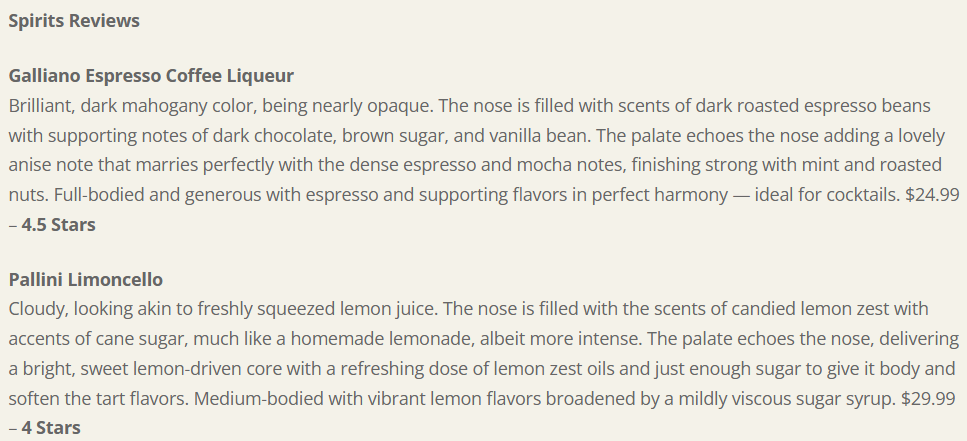 Spirits Reviews
Galliano Espresso Coffee Liqueur
Brilliant, dark mahogany color, being nearly opaque. The nose is filled with scents of dark roasted espresso beans
with supporting notes of dark chocolate, brown sugar, and vanilla bean. The palate echoes the nose adding a lovely
anise note that marries perfectly with the dense espresso and mocha notes, finishing strong with mint and roasted
nuts. Full-bodied and generous with espresso and supporting flavors in perfect harmony — ideal for cocktails. $24.99
– 4.5 Stars
Pallini Limoncello
Cloudy, looking akin to freshly squeezed lemon juice. The nose is filled with the scents of candied lemon zest with
accents of cane sugar, much like a homemade lemonade, albeit more intense. The palate echoes the nose, delivering
a bright, sweet lemon-driven core with a refreshing dose of lemon zest oils and just enough sugar to give it body and
soften the tart flavors. Medium-bodied with vibrant lemon flavors broadened by a mildly viscous sugar syrup. $29.99
– 4 Stars